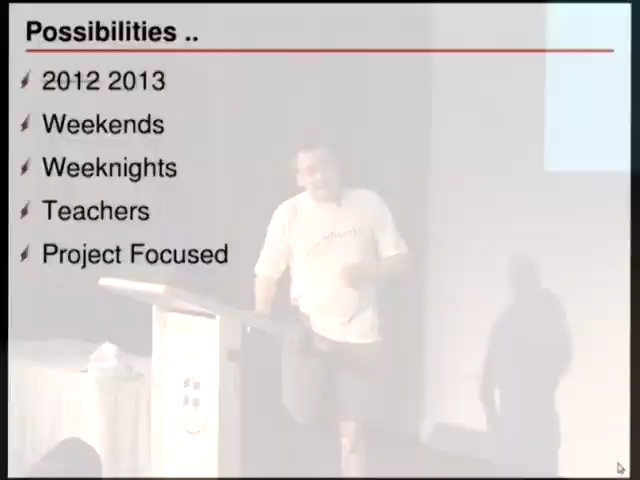 Possibilities ..
2012 2013
Weekends
Weeknights
Teachers
Project Focused